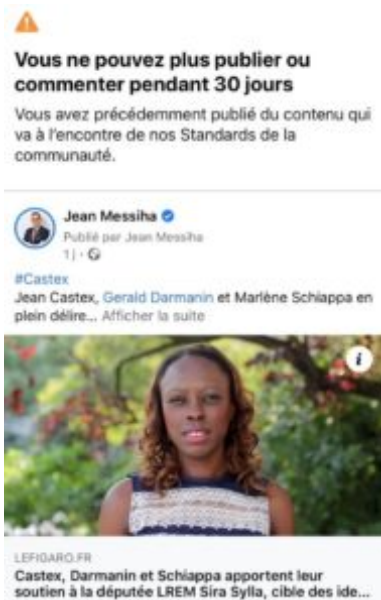 Vous ne pouvez plus publier ou
commenter pendant 30 jours
Vous avez précédemment publié du contenu qui
va à l'encontre de nos Standards de la
communauté.
Jean Messiha
Publié par Jean Messiha
1 j ·
#Castex
Jean Castex, Gerald Darmanin et Marlène Schiappa en
plein délire... Afficher la suite
i
LEFIGARO.FR
Castex, Darmanin et Schiappa apportent leur
soutien à la députée LREM Sira Sylla, cible des ide...